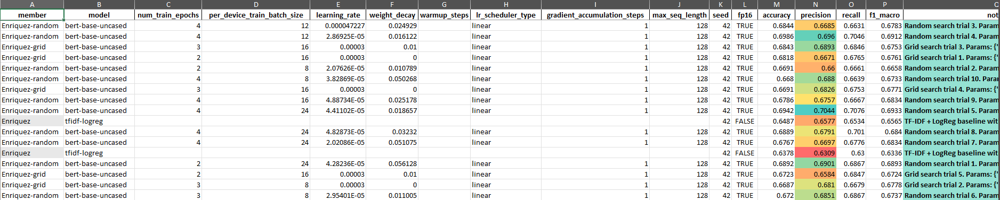 A B C D E F G H I J K L M N O P
member model num_train_epochs per_device_train_batch_size learning_rate weight_decay warmup_steps lr_scheduler_type gradient_accumulation_steps max_seq_length seed fp16 accuracy precision recall f1_macro not
Enriquez-random bert-base-uncased 4 12 0.000047227 0.024929 linear 1 128 42 TRUE 0.6844 0.6685 0.6631 0.6783 Random search trial 3. Param
Enriquez-random bert-base-uncased 4 12 2.86925E-05 0.016122 linear 1 128 42 TRUE 0.6986 0.696 0.7046 0.6912 Random search trial 4. Param
Enriquez-grid bert-base-uncased 3 16 0.00003 0.01 linear 1 128 42 TRUE 0.6843 0.6893 0.6846 0.6753 Grid search trial 3. Params: {'
Enriquez-grid bert-base-uncased 2 16 0.00003 0 linear 1 128 42 TRUE 0.6818 0.6671 0.6765 0.6761 Grid search trial 1. Params: {'
Enriquez-random bert-base-uncased 2 8 2.07626E-05 0.010789 linear 1 128 42 TRUE 0.6691 0.66 0.6661 0.6658 Random search trial 2. Param
Enriquez-random bert-base-uncased 4 8 3.82869E-05 0.050268 linear 1 128 42 TRUE 0.668 0.688 0.6639 0.6733 Random search trial 10. Para
Enriquez-grid bert-base-uncased 3 16 0.00003 0 linear 1 128 42 TRUE 0.6691 0.6826 0.6753 0.6771 Grid search trial 4. Params: {'
Enriquez-random bert-base-uncased 4 16 4.88734E-05 0.025178 linear 1 128 42 TRUE 0.6786 0.6757 0.6667 0.6834 Random search trial 9. Param
Enriquez-random bert-base-uncased 4 24 4.41102E-05 0.018657 linear 1 128 42 TRUE 0.6942 0.7044 0.7076 0.6933 Random search trial 5. Param
Enriquez tfidf-logreg 42 FALSE 0.6487 0.6577 0.6534 0.6565 TF-IDF + LogReg baseline wit
Enriquez-random bert-base-uncased 4 24 4.82873E-05 0.03232 linear 1 128 42 TRUE 0.6889 0.6791 0.701 0.684 Random search trial 8. Param
Enriquez-random bert-base-uncased 4 24 2.02086E-05 0.051075 linear 1 128 42 TRUE 0.6767 0.6697 0.6776 0.6834 Random search trial 7. Param
Enriquez tfidf-logreg 42 FALSE 0.6378 0.6309 0.63 0.6336 TF-IDF + LogReg baseline wit
Enriquez-random bert-base-uncased 2 24 4.28236E-05 0.056128 linear 1 128 42 TRUE 0.6892 0.6901 0.6867 0.6893 Random search trial 1. Param
Enriquez-grid bert-base-uncased 2 16 0.00003 0.01 linear 1 128 42 TRUE 0.6723 0.6584 0.6847 0.6724 Grid search trial 5. Params: {'
Enriquez-grid bert-base-uncased 3 8 0.00003 0 linear 1 128 42 TRUE 0.6687 0.681 0.6679 0.6778 Grid search trial 2. Params: {'
Enriquez-random bert-base-uncased 3 8 2.95401E-05 0.011005 linear 1 128 42 TRUE 0.672 0.6851 0.6867 0.6737 Random search trial 6. Param